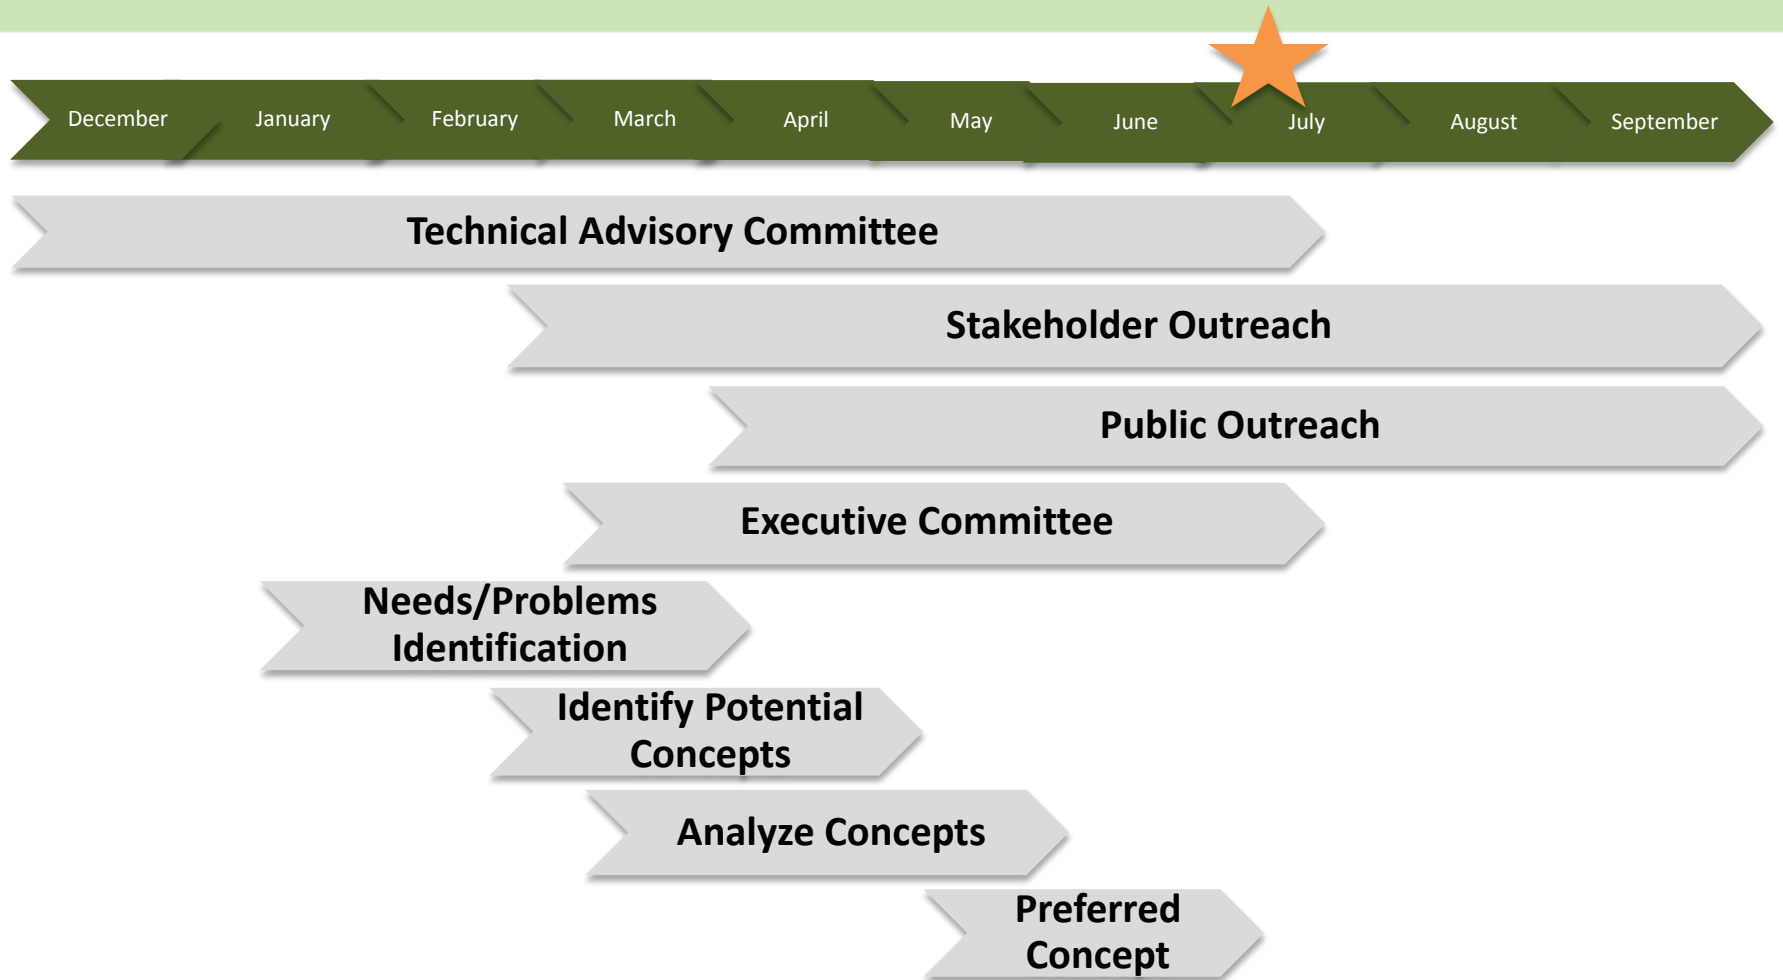 December
January
February
March
April
May
June
July
August
September
Technical Advisory Committee
Stakeholder Outreach
Public Outreach
Executive Committee
Needs/Problems
Identification
Identify Potential
Concepts
Analyze Concepts
Preferred
Concept